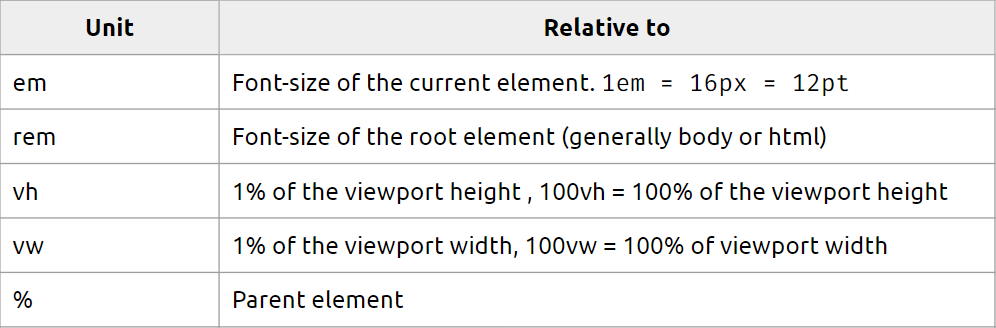 Unit Relative to
em Font-size of the current element. 1em = 16px = 12pt
rem Font-size of the root element (generally body or html)
vh 1% of the viewport height , 100vh = 100% of the viewport height
vw 1% of the viewport width, 100vw = 100% of viewport width
% Parent element